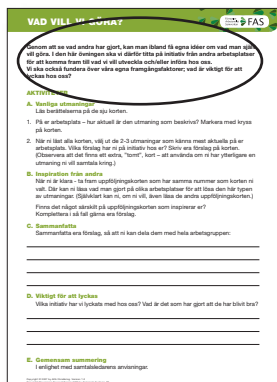 VAD VILL VI GÖRA?
FAS
Genom att se vad andra har gjort, kan man ibland få egna idéer om vad man själv
vill göra. I den här övningen ska vi därför titta på initiativ från andra arbetsplatser
för att komma fram till vad vi vill utveckla och/eller införa hos oss.
Vi ska också fundera över våra egna framgångsfaktorer; vad är viktigt för att
lyckas hos oss?
AKTIVITETER
A. Vanliga utmaningar
Läs berättelserna på de sju korten.
1. På er arbetsplats – hur aktuell är den utmaning som beskrivs? Markera med kryss
på korten.
2. När ni läst alla korten, välj ut de 2-3 utmaningar som känns mest aktuella på er
arbetsplats. Vilka förslag har ni på initiativ hos er? Skriv era förslag på korten.
(Observera att det finns ett extra, "tomt", kort – att använda om ni har ytterligare en
utmaning ni vill samtala kring.)
B. Inspiration från andra
När ni är klara - ta fram uppföljningskorten som har samma nummer som korten ni
valt. Där kan ni läsa vad man gjort på olika arbetsplatser för att lösa den här typen
av utmaningar. (Självklart kan ni, om ni vill, även läsa de andra uppföljningskorten.)
Finns det något särskilt på uppföljningskorten som inspirerar er?
Komplettera i så fall gärna era förslag.
C. Sammanfatta
Sammanfatta era förslag, så att ni kan dela dem med hela arbetsgruppen:
D. Viktigt för att lyckas
Vilka initiativ har vi lyckats med hos oss? Vad är det som har gjort att de har blivit bra?
E. Gemensam summering
I enlighet med samtalsledarens anvisningar.